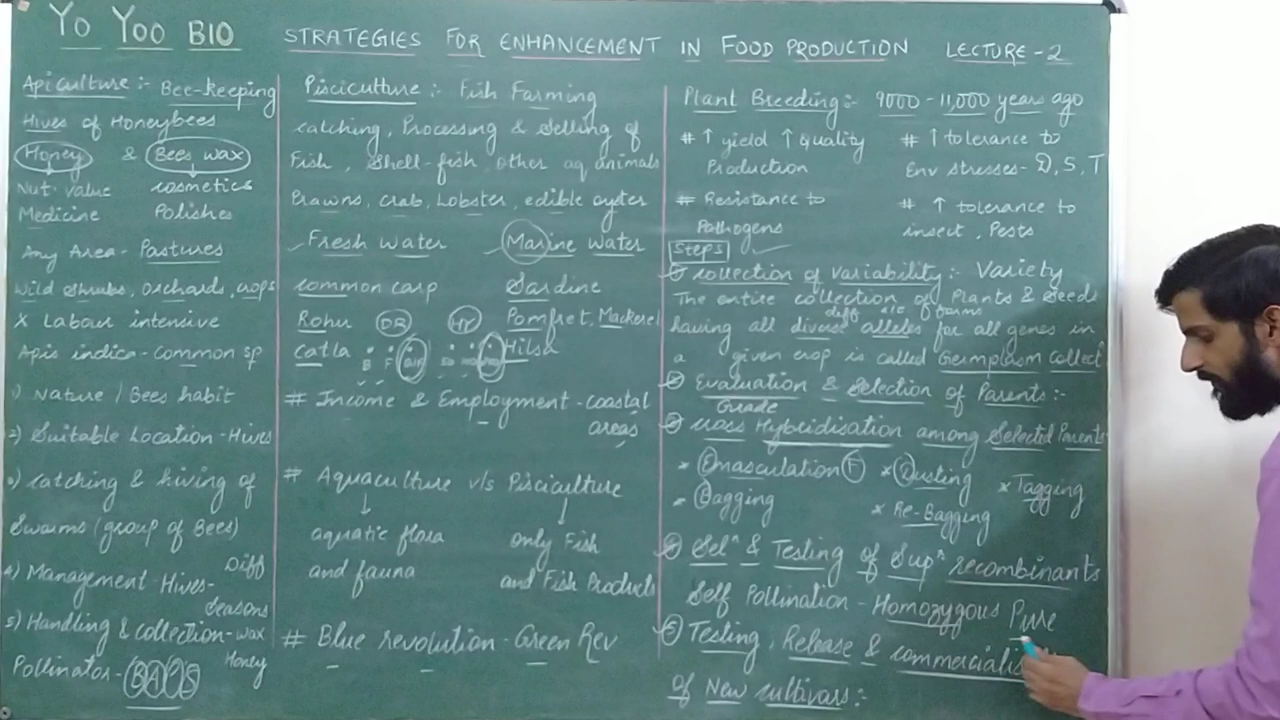 YO YOO BIO
STRATEGIES FOR ENHANCEMENT IN FOOD PRODUCTION LECTURE-2
Apiculture:- Bee-keeping
Hives of Honeybees
Honey & Bees wax
Nut. value cosmetics
Medicine Polishes
Any Area - Pastures
Wild Shrubs, Orchards, crops
X Labour intensive
Apis indica - Common sp
1) Nature / Bees habit
2) Suitable Location - Hives
3) Catching & hiving of
Swarms (group of Bees)
4) Management - Hives-
Diff
Seasons
5) Handling & collection - wax
Honey
Pollinator - BAPS
Pisciculture:- Fish Farming
catching, Processing & Selling of
Fish, Shell-fish, other aq animals
Prawns, crab, Lobster, edible oyster
Fresh water Marine water
common carp Sardine
Rohu DR HY Pomfret, Mackerel
Catla B F B Hilsa
# Income & Employment - coastal
areas
# Aquaculture v/s Pisciculture
aquatic flora only Fish
and fauna and Fish Products
# Blue revolution - Green Rev
Plant Breeding:- 9000 - 11,000 years ago
# ↑ yield ↑ quality
Production
# ↑ tolerance to
Env stresses - D, S, T
# Resistance to
Pathogens
# ↑ tolerance to
insect, Pests
Steps
① collection of variability:- Variety
The entire collection of Plants & Seeds
diff of genes
having all diverse alleles for all genes in
a given crop is called Germplasm collect
② Evaluation & Selection of Parents:-
Grade
③ cross Hybridisation among Selected Parents
* Emasculation F * Dusting * Tagging
* Bagging * Re-Bagging
④ Selⁿ & Testing of Supʳ recombinants
Self Pollination - Homozygous Pure
⑤ Testing, Release & commercialis
of New cultivars:-